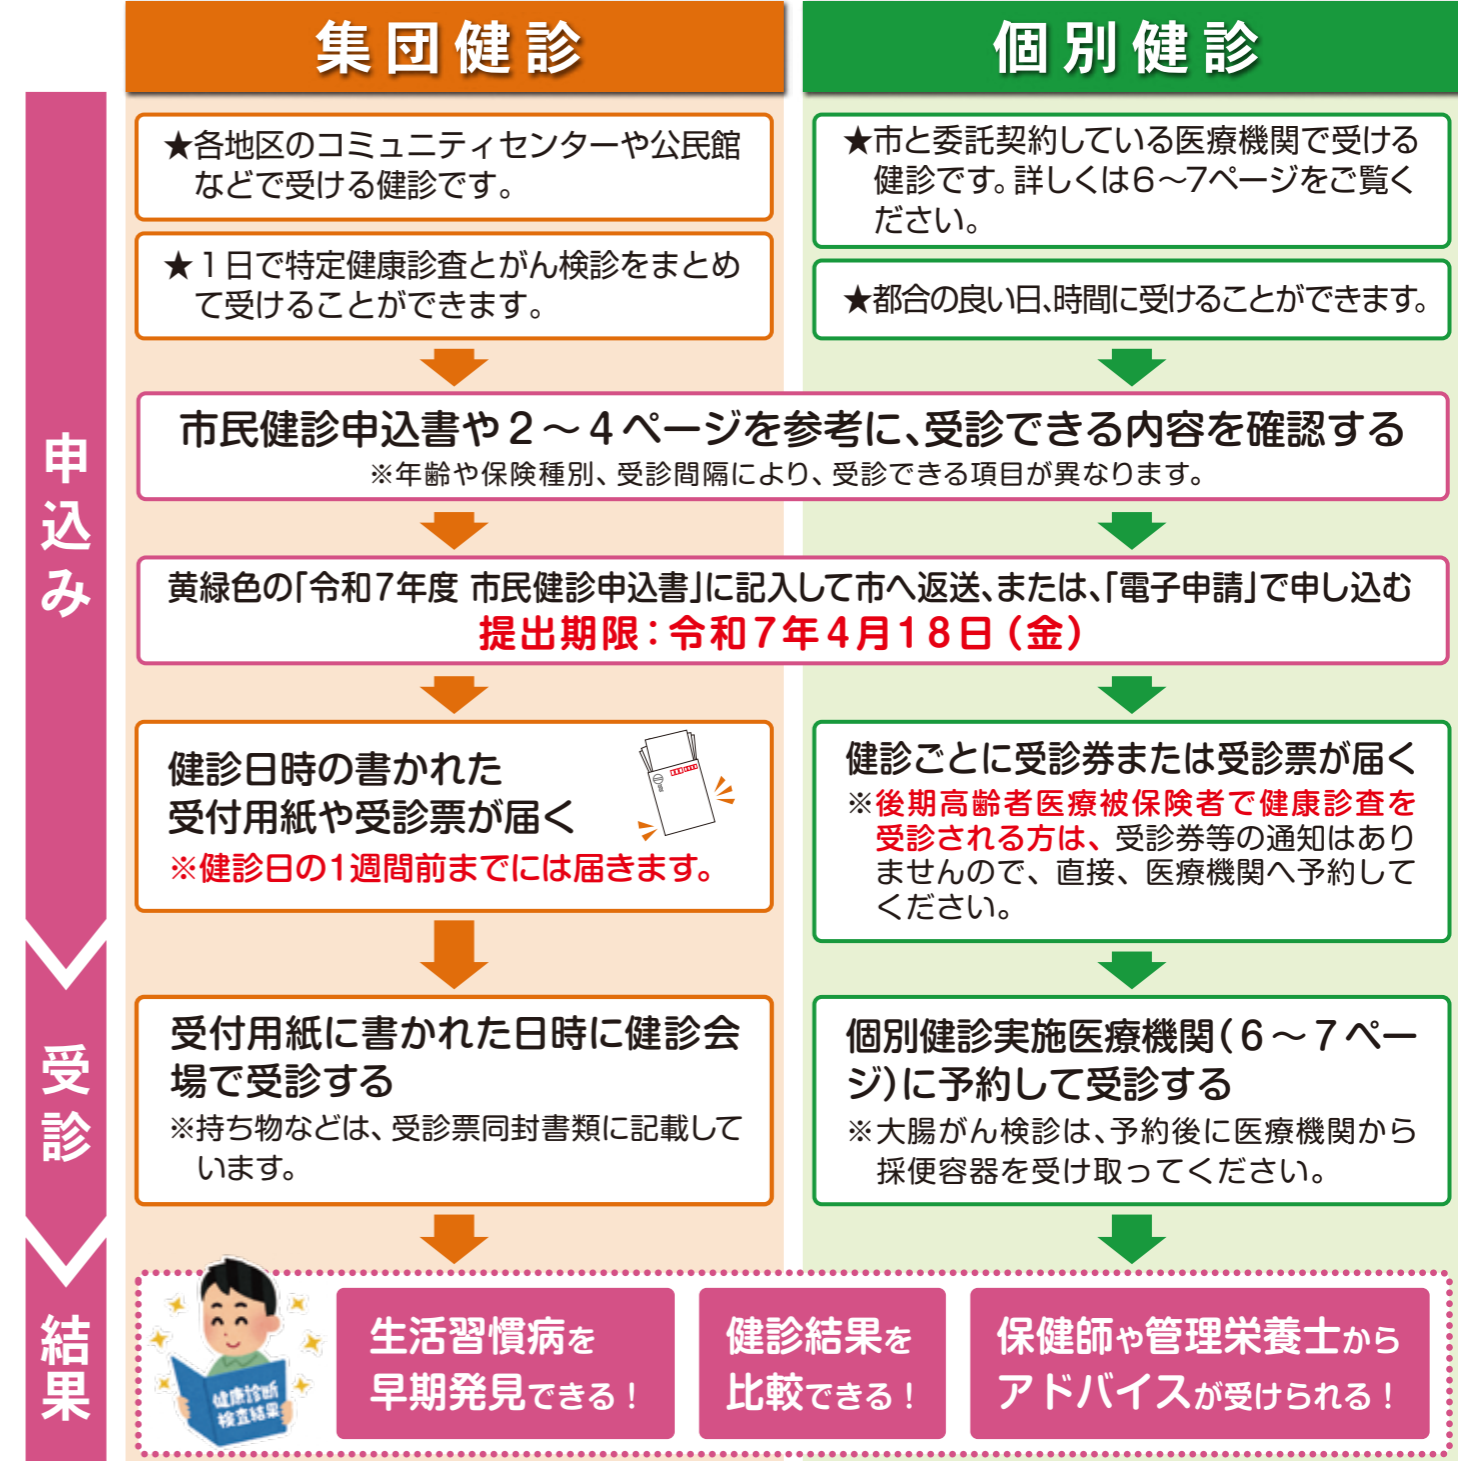 集団健診
個別健診
申込み
★各地区のコミュニティセンターや公民館
などで受ける健診です。
★１日で特定健康診査とがん検診をまとめ
て受けることができます。
★市と委託契約している医療機関で受ける
健診です。詳しくは６〜７ページをご覧く
ださい。
★都合の良い日、時間に受けることができます。
市民健診申込書や２〜４ページを参考に、受診できる内容を確認する
※年齢や保険種別、受診間隔により、受診できる項目が異なります。
黄緑色の「令和７年度 市民健診申込書」に記入して市へ返送、または、「電子申請」で申し込む
提出期限：令和７年４月１８日（金）
健診日時の書かれた
受付用紙や受診票が届く
※健診日の１週間前までには届きます。
健診ごとに受診券または受診票が届く
※後期高齢者医療被保険者で健康診査を
受診される方は、受診券等の通知はあり
ませんので、直接、医療機関へ予約して
ください。
受診
受付用紙に書かれた日時に健診会
場で受診する
※持ち物などは、受診票同封書類に記載して
います。
個別健診実施医療機関（６〜７ペー
ジ）に予約して受診する
※大腸がん検診は、予約後に医療機関から
採便容器を受け取ってください。
結果
健康診断
検査結果
生活習慣病を
早期発見できる！
健診結果を
比較できる！
保健師や管理栄養士から
アドバイスが受けられる！